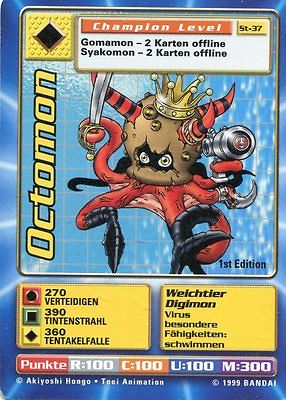 Champion Level
St-37
Gomamon – 2 Karten offline
Syakomon – 2 Karten offline
Octomon
1st Edition
270
VERTEIDIGEN
390
TINTENSTRAHL
360
TENTAKELFALLE
Weichtier
Digimon
Virus
besondere
Fähigkeiten:
schwimmen
Punkte R:100 C:100 U:100 M:300
© Akiyoshi Hongo • Toei Animation
© 1999 BANDAI